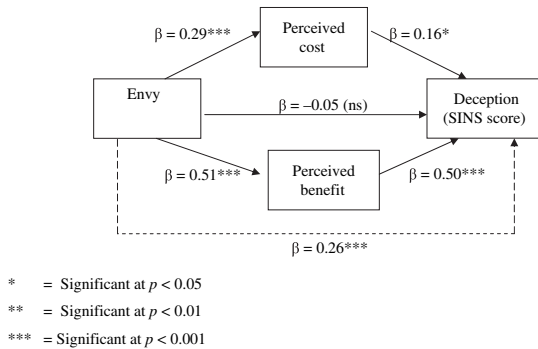 Perceived
cost
β = 0.29***
β = 0.16*
Envy
β = –0.05 (ns)
Deception
(SINS score)
Perceived
benefit
β = 0.51***
β = 0.50***
β = 0.26***
* = Significant at p < 0.05
** = Significant at p < 0.01
*** = Significant at p < 0.001